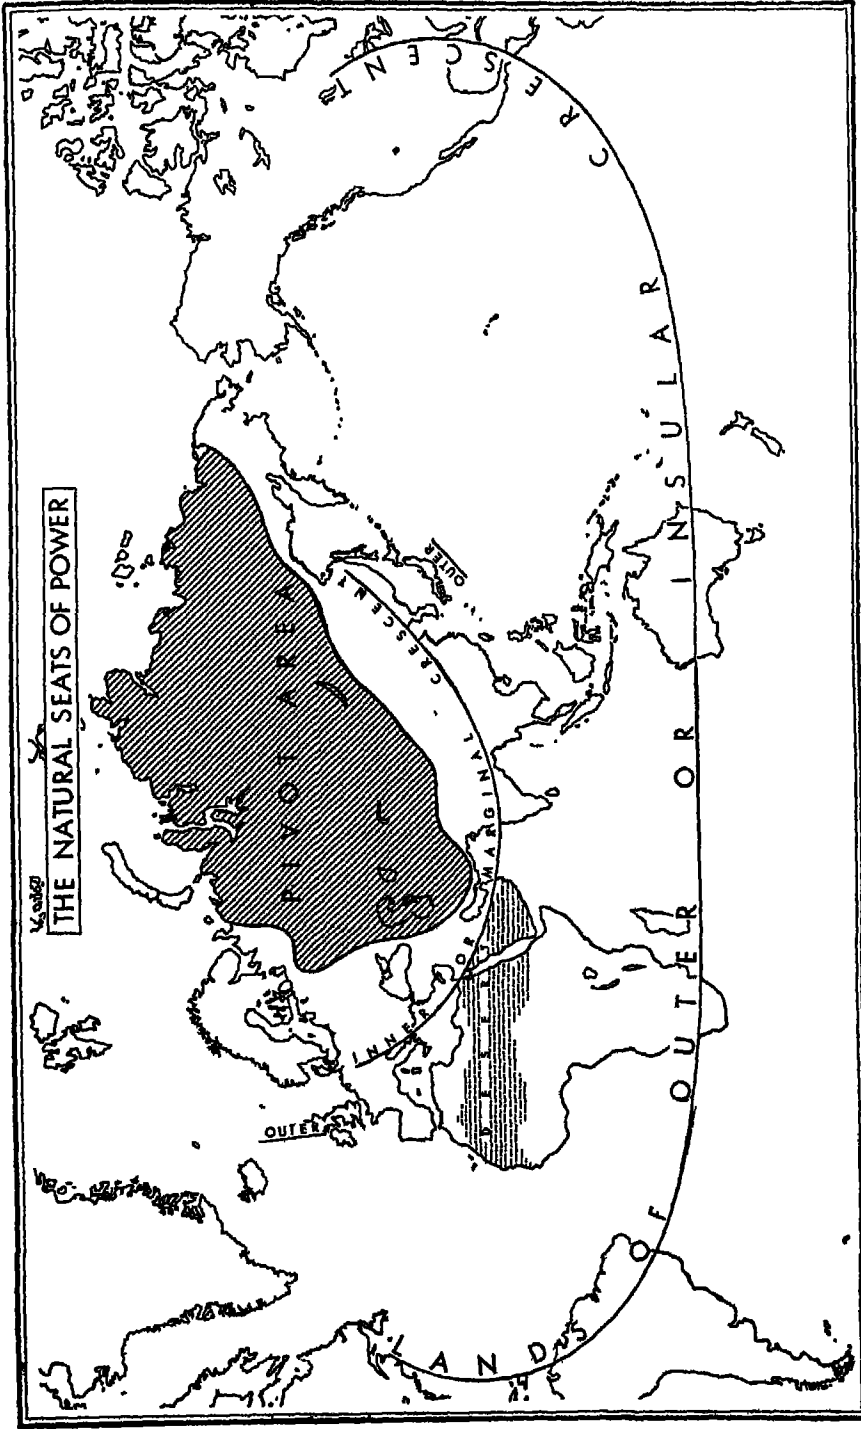 THE NATURAL SEATS OF POWER
PIVOT AREA
OUTER
OUTER
INNER OR MARGINAL - CRESCENT
DESERT
LANDS OF OUTER OR INSULAR CRESCENT